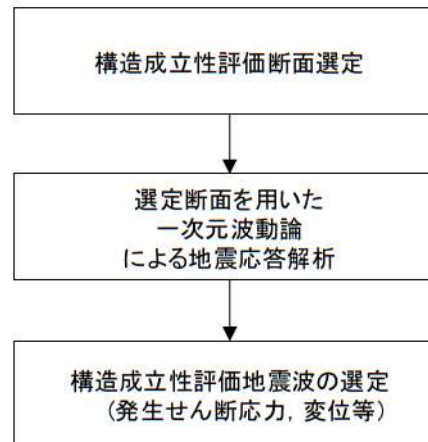 構造成立性評価断面選定
選定断面を用いた
一次元波動論
による地震応答解析
構造成立性評価地震波の選定
(発生せん断応力, 変位等)